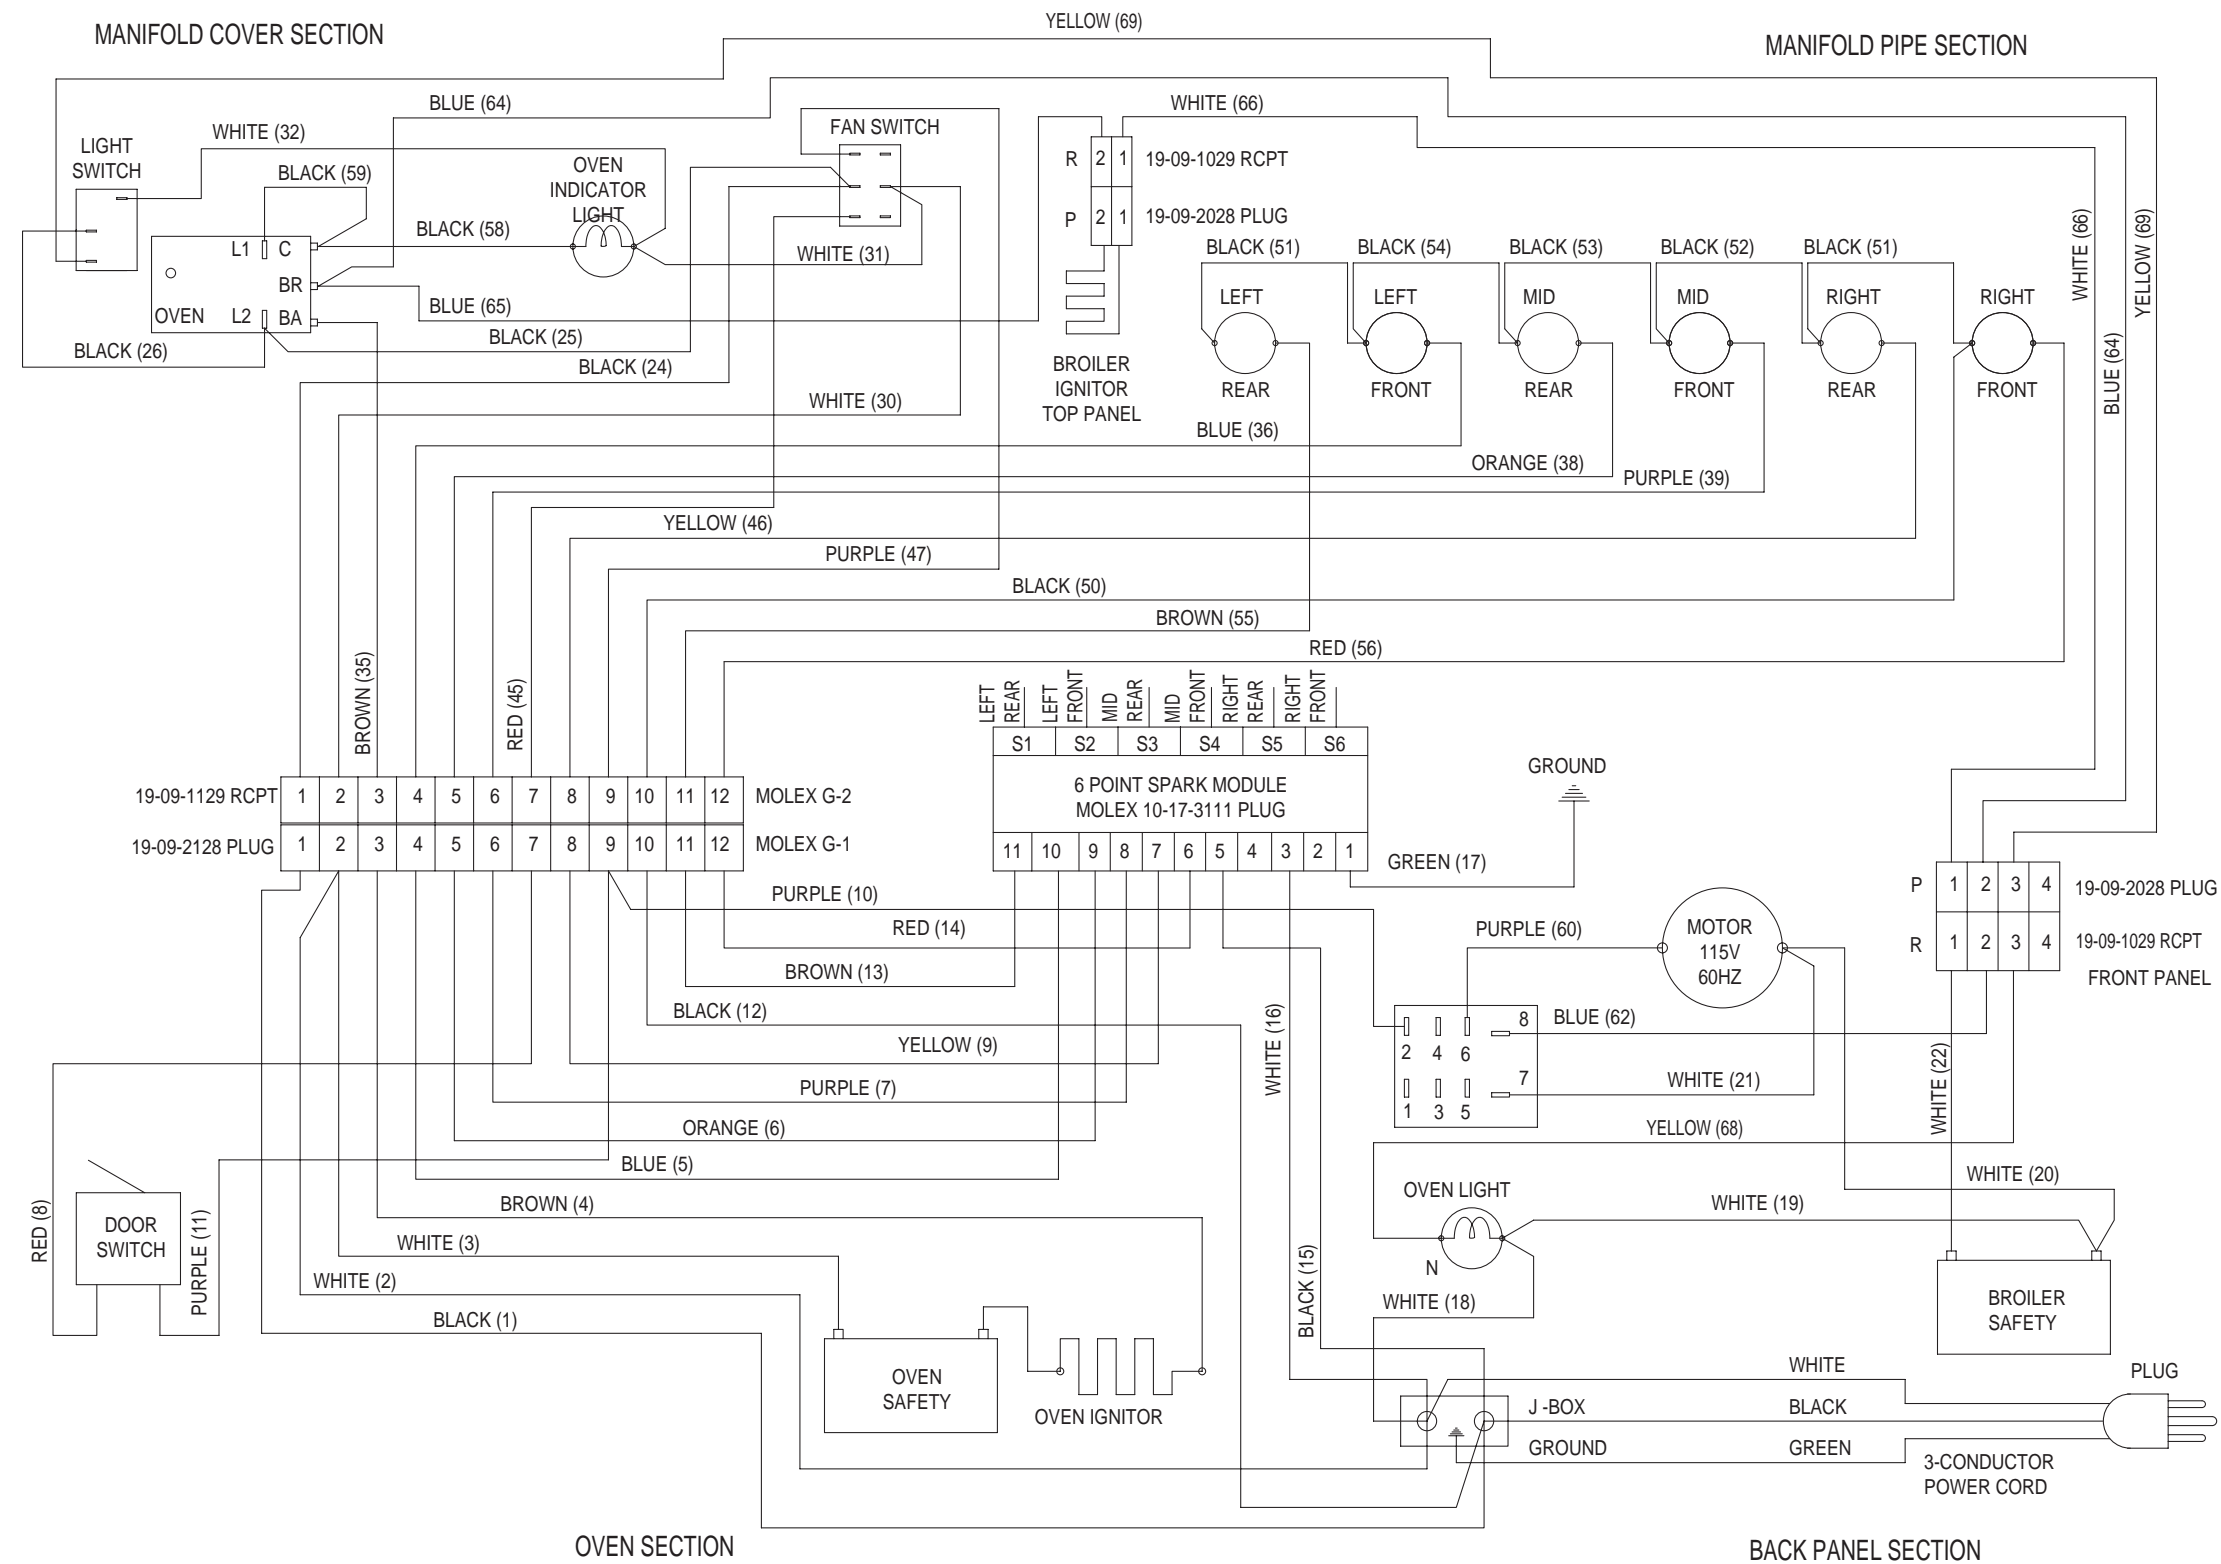 MANIFOLD COVER SECTION
YELLOW (69)
MANIFOLD PIPE SECTION
BLUE (64)
WHITE (66)
WHITE (32)
FAN SWITCH
LIGHT
SWITCH
BLACK (59)
OVEN
INDICATOR
LIGHT
R 2 1 19-09-1029 RCPT
P 2 1 19-09-2028 PLUG
BLACK (58)
WHITE (31)
L1 C
BR
OVEN L2 BA
BLUE (65)
BLACK (25)
BLACK (26)
BLACK (24)
WHITE (30)
BROILER
IGNITOR
TOP PANEL
BLACK (51)
BLACK (54)
BLACK (53)
BLACK (52)
BLACK (51)
LEFT
REAR
LEFT
FRONT
MID
REAR
MID
FRONT
RIGHT
REAR
RIGHT
FRONT
WHITE (66)
BLUE (64)
YELLOW (69)
BLUE (36)
ORANGE (38)
PURPLE (39)
YELLOW (46)
PURPLE (47)
BLACK (50)
BROWN (55)
RED (56)
BROWN (35)
RED (45)
LEFT
REAR
LEFT
FRONT
MID
REAR
MID
FRONT
RIGHT
REAR
RIGHT
FRONT
S1 S2 S3 S4 S5 S6
6 POINT SPARK MODULE
MOLEX 10-17-3111 PLUG
11 10 9 8 7 6 5 4 3 2 1
GROUND
GREEN (17)
19-09-1129 RCPT 1 2 3 4 5 6 7 8 9 10 11 12 MOLEX G-2
19-09-2128 PLUG 1 2 3 4 5 6 7 8 9 10 11 12 MOLEX G-1
PURPLE (10)
RED (14)
BROWN (13)
BLACK (12)
YELLOW (9)
PURPLE (7)
ORANGE (6)
BLUE (5)
BROWN (4)
WHITE (3)
WHITE (2)
BLACK (1)
P 1 2 3 4 19-09-2028 PLUG
R 1 2 3 4 19-09-1029 RCPT
FRONT PANEL
PURPLE (60)
MOTOR
115V
60HZ
8
2 4 6
7
1 3 5
BLUE (62)
WHITE (21)
WHITE (16)
WHITE (22)
YELLOW (68)
WHITE (20)
OVEN LIGHT
WHITE (19)
N
WHITE (18)
BLACK (15)
RED (8)
DOOR
SWITCH
PURPLE (11)
OVEN
SAFETY
OVEN IGNITOR
BROILER
SAFETY
WHITE
PLUG
J -BOX
BLACK
GROUND
GREEN
3-CONDUCTOR
POWER CORD
OVEN SECTION
BACK PANEL SECTION